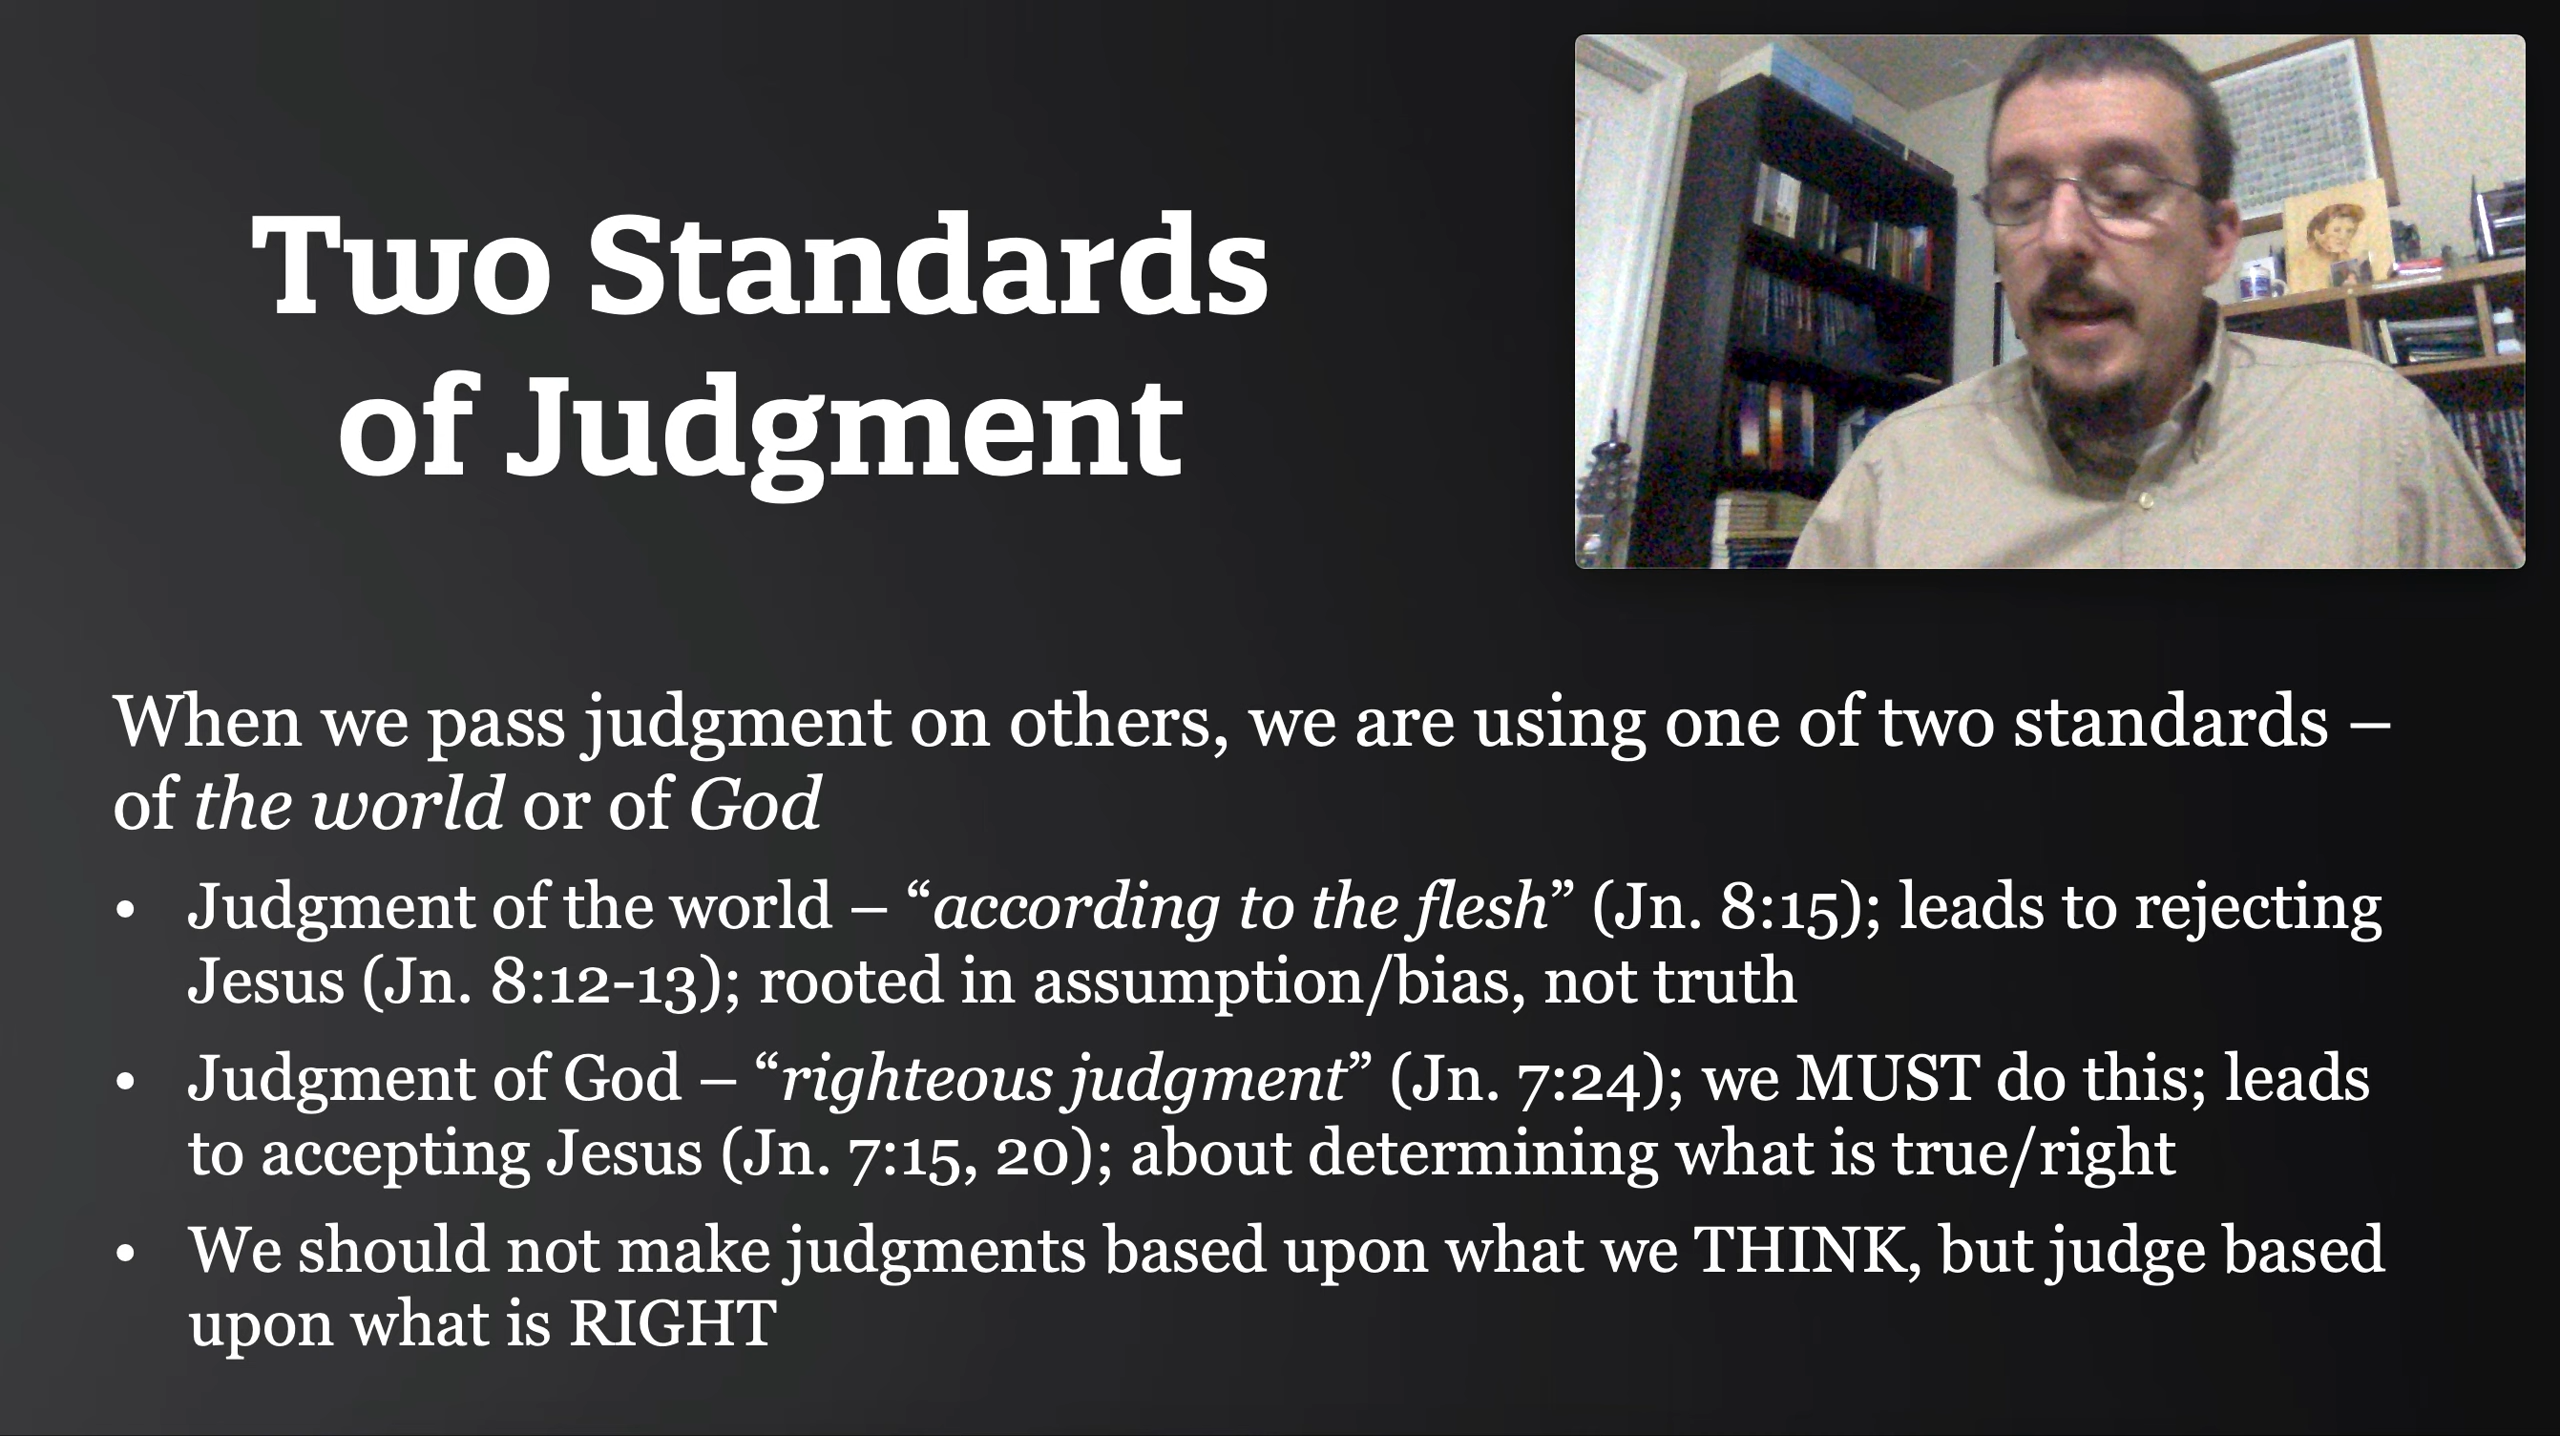 Two Standards
of Judgment
When we pass judgment on others, we are using one of two standards –
of the world or of God
• Judgment of the world – “according to the flesh” (Jn. 8:15); leads to rejecting
Jesus (Jn. 8:12-13); rooted in assumption/bias, not truth
• Judgment of God – “righteous judgment” (Jn. 7:24); we MUST do this; leads
to accepting Jesus (Jn. 7:15, 20); about determining what is true/right
• We should not make judgments based upon what we THINK, but judge based
upon what is RIGHT